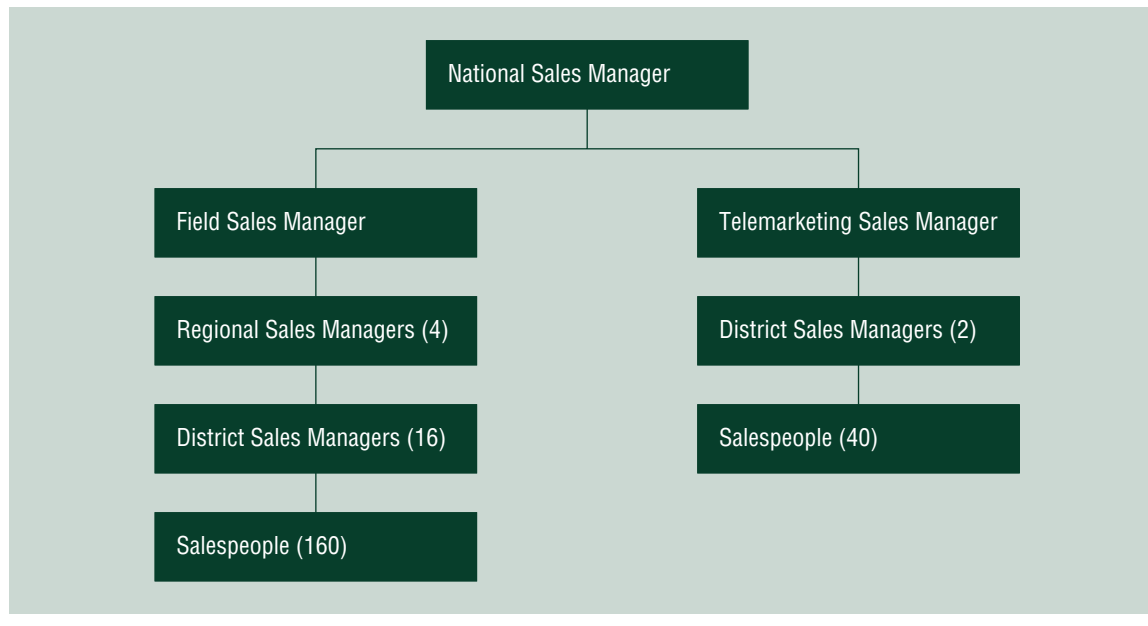 National Sales Manager
Field Sales Manager
Telemarketing Sales Manager
Regional Sales Managers (4)
District Sales Managers (2)
District Sales Managers (16)
Salespeople (40)
Salespeople (160)